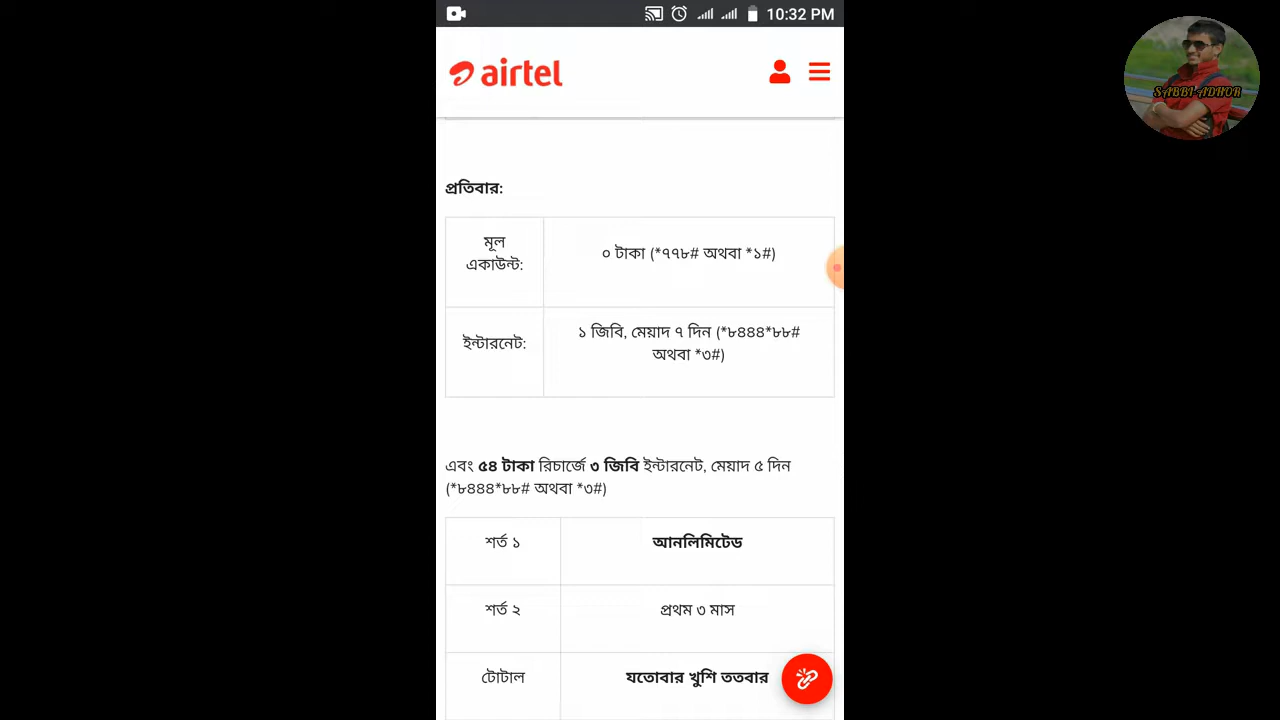 10:32 PM
airtel
SABBI-ADHOR
প্রতিবার:
মূল
একাউন্ট:
০ টাকা (*৭৭৮# অথবা *১#)
ইন্টারনেট:
১ জিবি, মেয়াদ ৭ দিন (*৮৪৪৪*৮৮#
অথবা *৩#)
এবং ৫৪ টাকা রিচার্জে ৩ জিবি ইন্টারনেট, মেয়াদ ৫ দিন
(*৮৪৪৪*৮৮# অথবা *৩#)
শর্ত ১
আনলিমিটেড
শর্ত ২
প্রথম ৩ মাস
টোটাল
যতোবার খুশি ততবার